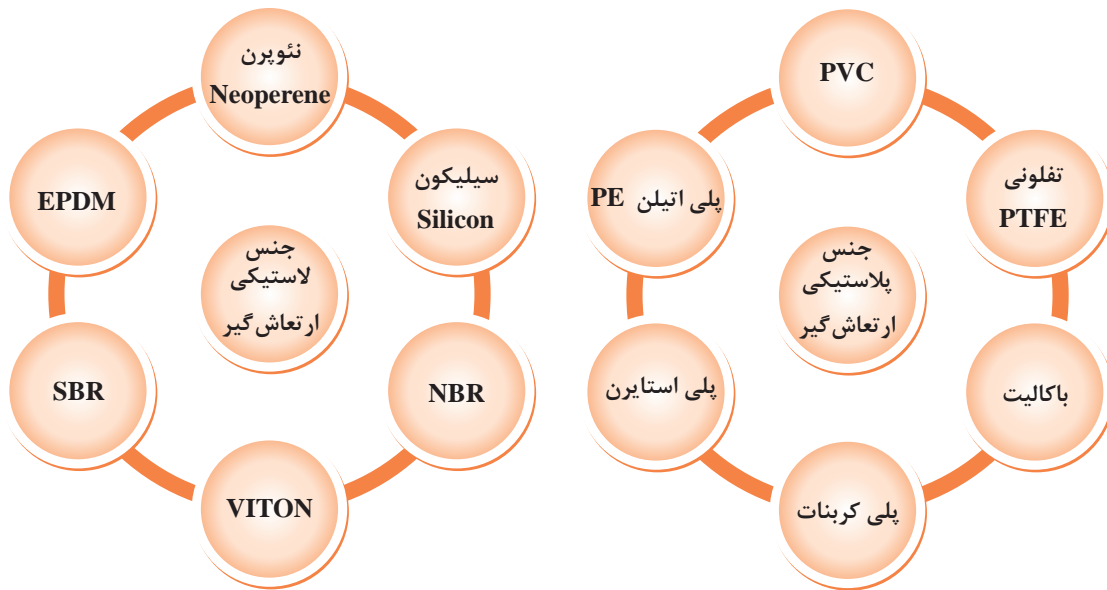 جنس
پلاستیکی
ارتعاش‌گیر
PVC
تفلونی
PTFE
باکالیت
پلی کربنات
پلی استایرن
پلی اتیلن PE
جنس
لاستیکی
ارتعاش‌گیر
نئوپرن
Neoperene
سیلیکون
Silicon
NBR
VITON
SBR
EPDM